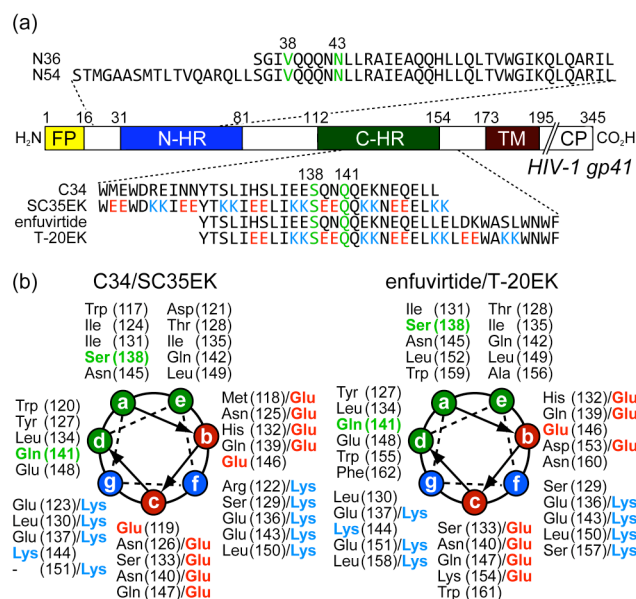 (a)
38 43
N36 SGIVQQQNNLLRAIEAQQHLLQLTVWGIKQLQARIL
N54 STMGAASMTLTVQARQLLSGIVQQQNNLLRAIEAQQHLLQLTVWGIKQLQARIL
1 16 31 81 112 154 173 195 345
H₂N FP N-HR C-HR TM CP CO₂H
HIV-1 gp41
138 141
C34 WMEWDREINNYTSLIHSLIEESQNQQEKNEQELL
SC35EK WEEWDKKIEEYTKKIEELIKKSEEQQKKNEEELKK
enfuvirtide YTSLIHSLIEESQNQQEKNEQELLELDKWASLWNWF
T-20EK YTSLIEELIKKSEEQQKKNEEELKKLEEWAKKWNWF
(b)
C34/SC35EK
Trp (117) Asp(121)
Ile (124) Thr (128)
Ile (131) Ile (135)
Ser (138) Gln (142)
Asn(145) Leu (149)
Trp (120)
Tyr (127)
Leu (134)
Gln (141)
Glu (148)
Met (118)/Glu
Asn (125)/Glu
His (132)/Glu
Gln (139)/Glu
Glu (146)
a e b f c g d
Glu (123)/Lys
Leu (130)/Lys
Glu (137)/Lys
Lys (144)
- (151)/Lys
Glu (119)
Asn (126)/Glu
Ser (133)/Glu
Asn (140)/Glu
Gln (147)/Glu
Arg (122)/Lys
Ser (129)/Lys
Glu (136)/Lys
Glu (143)/Lys
Leu (150)/Lys
enfuvirtide/T-20EK
Ile (131) Thr (128)
Ser (138) Ile (135)
Asn(145) Gln (142)
Leu (152) Leu (149)
Trp (159) Ala (156)
Tyr (127)
Leu (134)
Gln (141)
Glu (148)
Trp (155)
Phe (162)
His (132)/Glu
Gln (139)/Glu
Glu (146)
Asp (153)/Glu
Asn (160)
a e b f c g d
Leu (130)
Glu (137)/Lys
Lys (144)
Glu (151)/Lys
Leu (158)/Lys
Ser (133)/Glu
Asn (140)/Glu
Gln (147)/Glu
Lys (154)/Glu
Trp (161)
Ser (129)
Glu (136)/Lys
Glu (143)/Lys
Leu (150)/Lys
Ser (157)/Lys